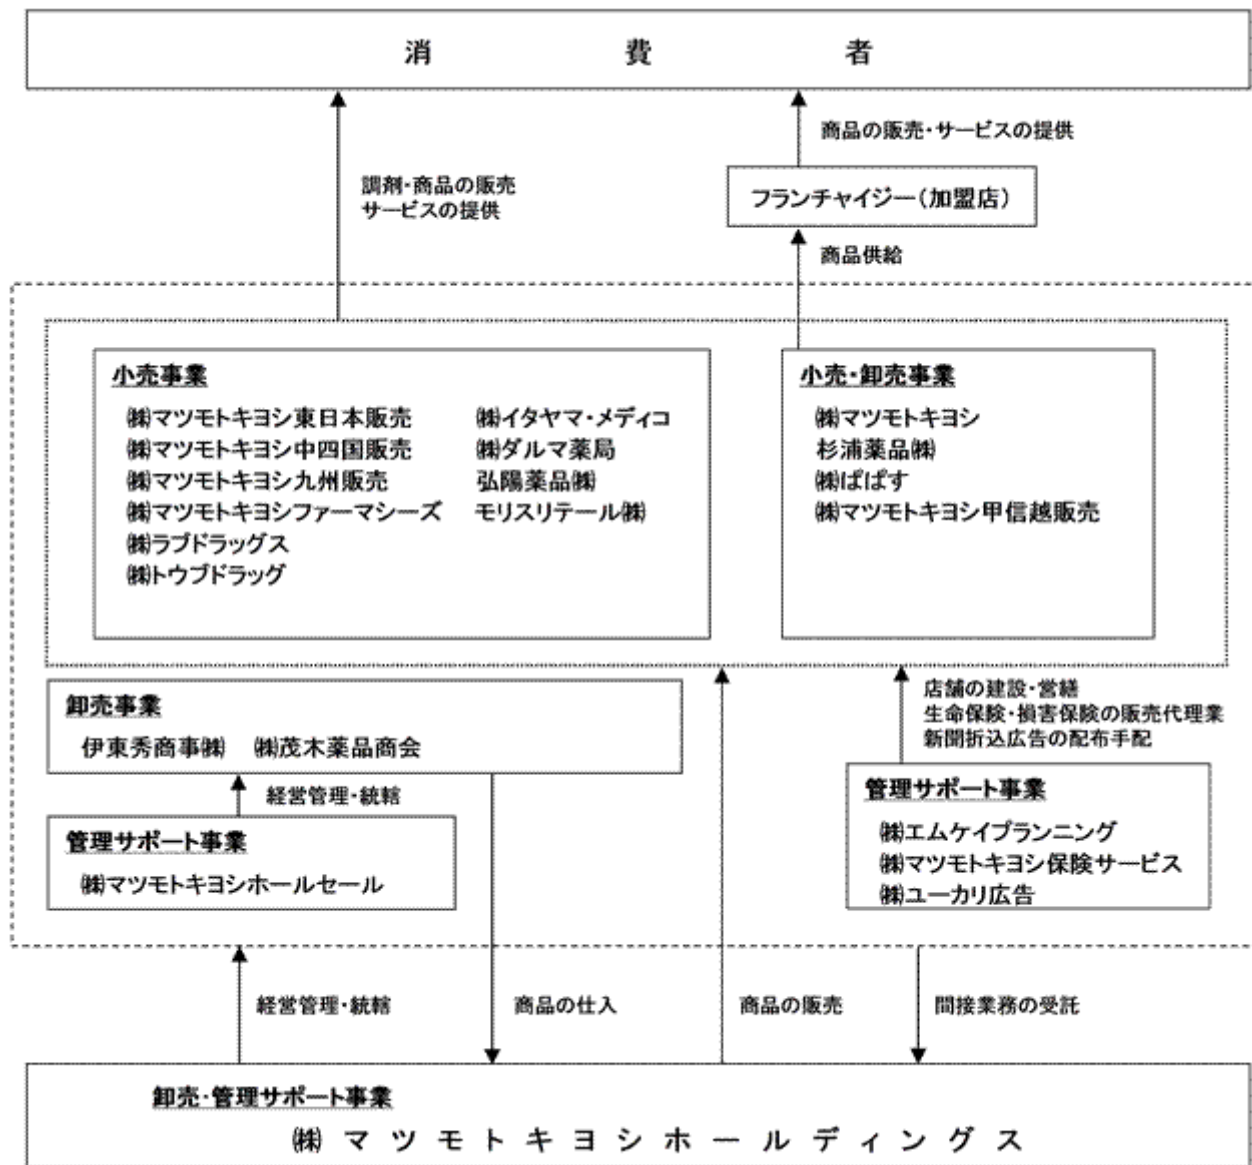 消費者
商品の販売・サービスの提供
調剤・商品の販売
サービスの提供
フランチャイジー（加盟店）
商品供給
小売事業
㈱マツモトキヨシ東日本販売
㈱マツモトキヨシ中四国販売
㈱マツモトキヨシ九州販売
㈱マツモトキヨシファーマシーズ
㈱ラブドラッグス
㈱トウブドラッグ
㈱イタヤマ・メディコ
㈱ダルマ薬局
弘陽薬品㈱
モリスリテール㈱
小売・卸売事業
㈱マツモトキヨシ
杉浦薬品㈱
㈱ぱぱす
㈱マツモトキヨシ甲信越販売
卸売事業
伊東秀商事㈱　㈱茂木薬品商会
経営管理・統轄
管理サポート事業
㈱マツモトキヨシホールセール
店舗の建設・営繕
生命保険・損害保険の販売代理業
新聞折込広告の配布手配
管理サポート事業
㈱エムケイプランニング
㈱マツモトキヨシ保険サービス
㈱ユーカリ広告
経営管理・統轄
商品の仕入
商品の販売
間接業務の受託
卸売・管理サポート事業
㈱マツモトキヨシホールディングス